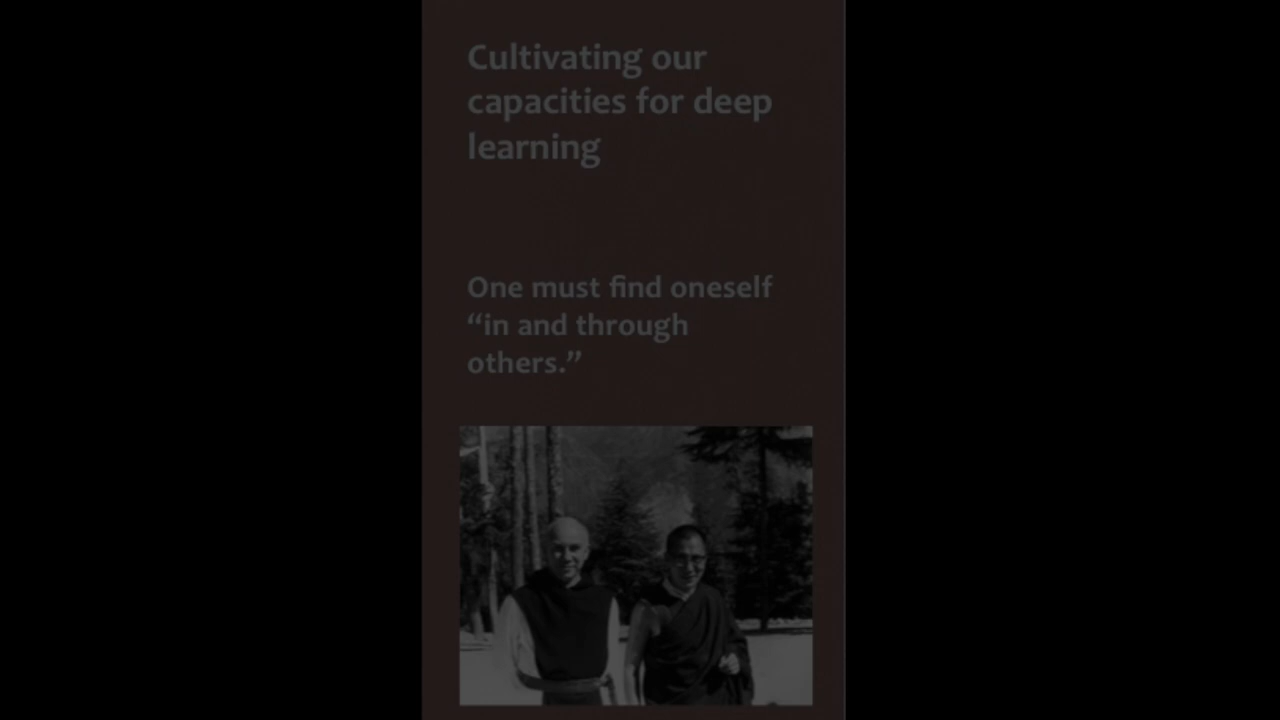 Cultivating our
capacities for deep
learning
One must find oneself
“in and through
others.”